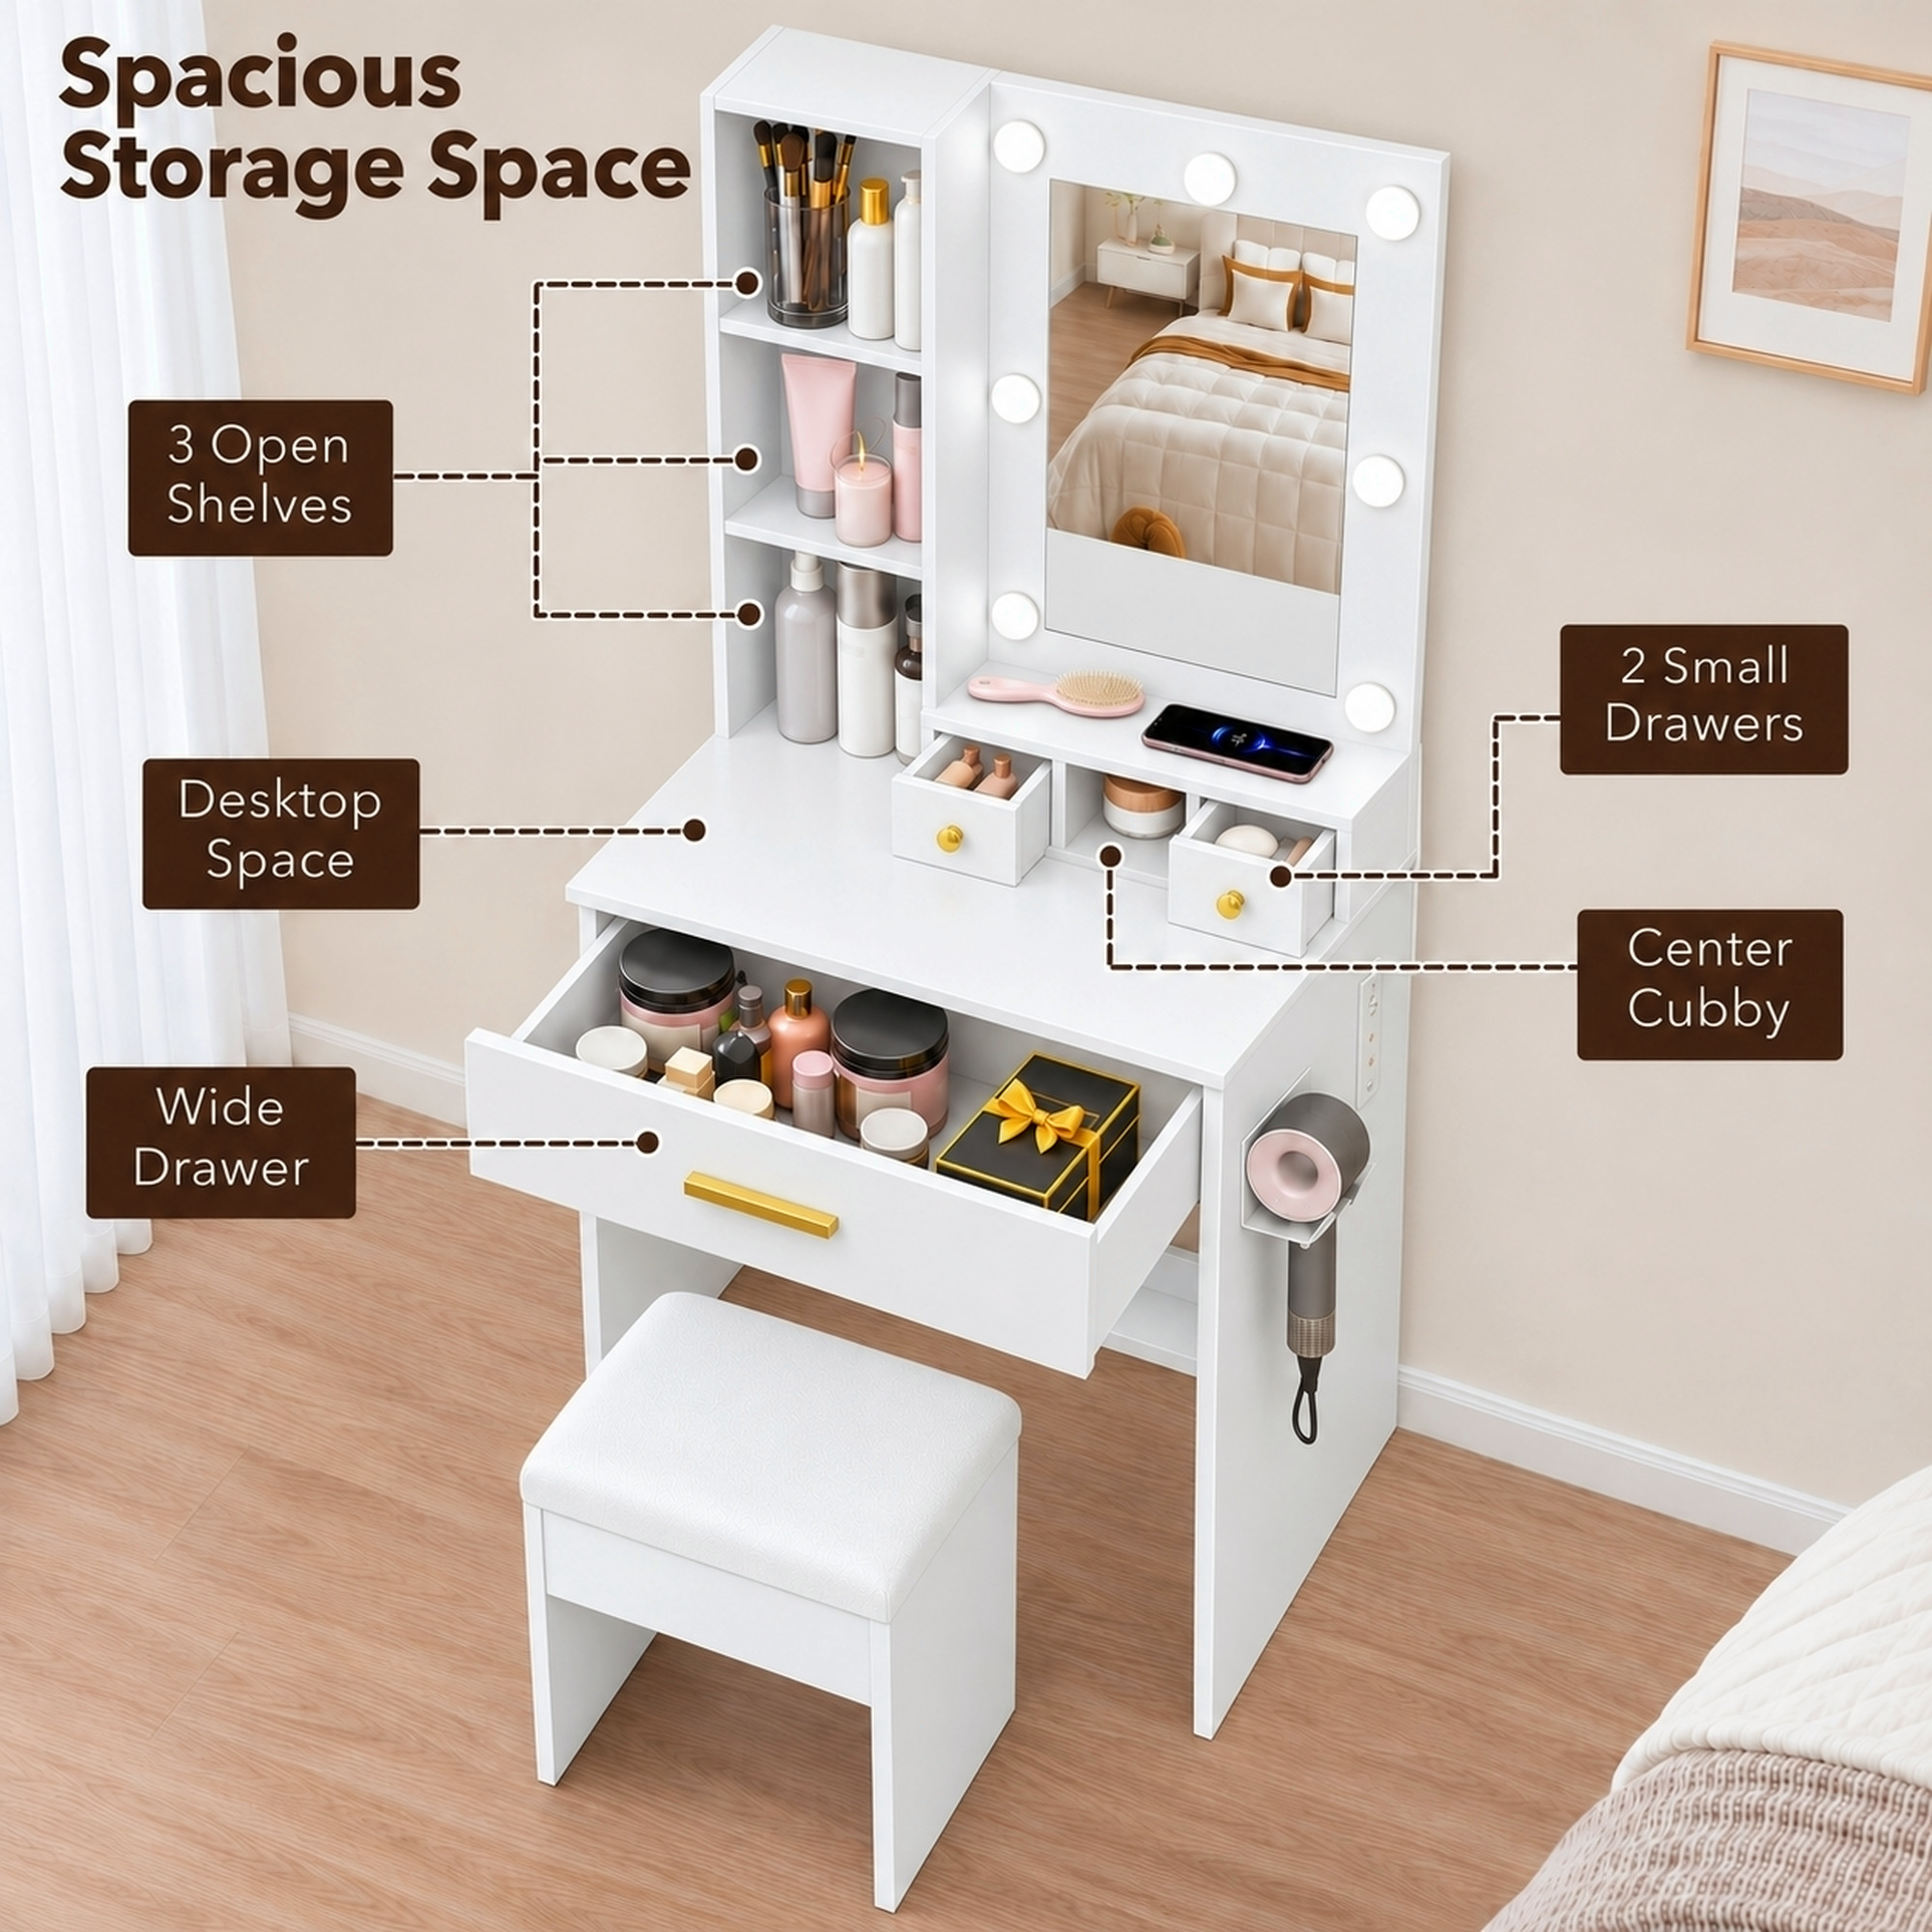 Spacious
Storage Space
3 Open
Shelves
Desktop
Space
Wide
Drawer
2 Small
Drawers
Center
Cubby